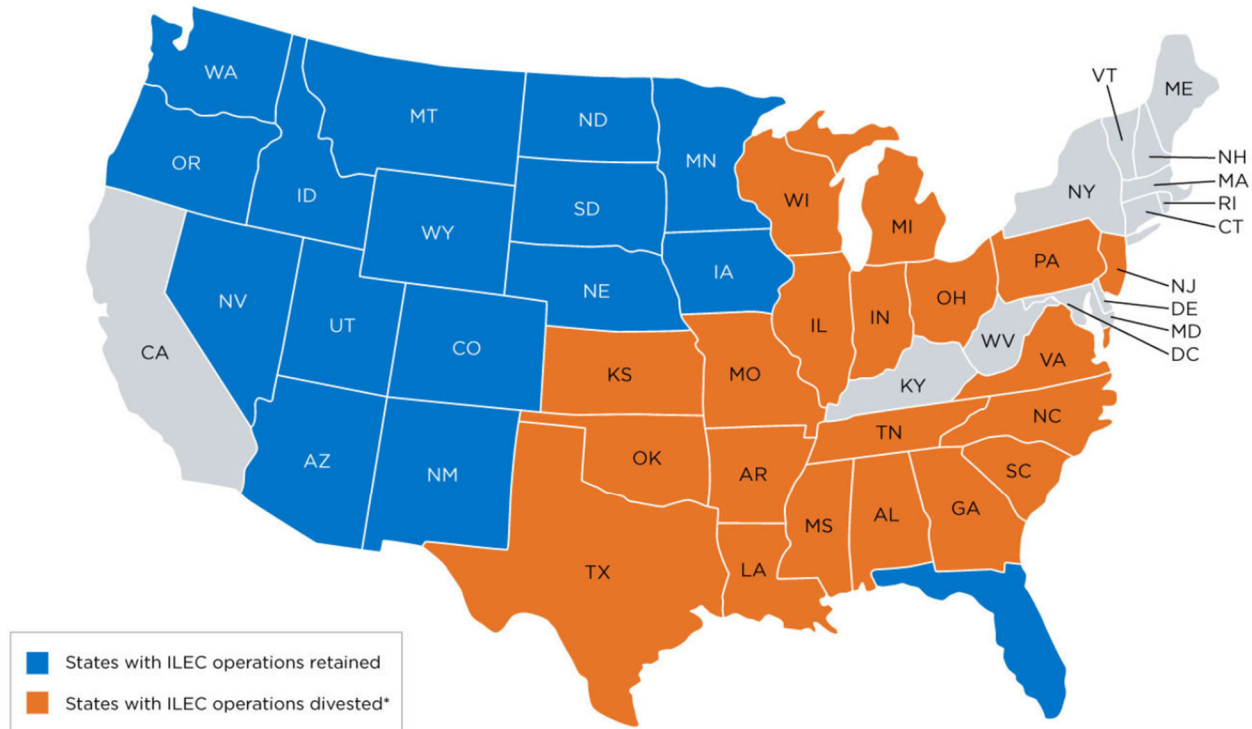 WA
MT
ND
MN
VT
ME
OR
ID
SD
WI
NH
MA
NY
RI
CT
WY
MI
IA
PA
NV
NE
NJ
UT
CO
IL
IN
OH
DE
MD
DC
CA
WV
VA
KS
MO
KY
NC
TN
AZ
NM
OK
AR
SC
MS
AL
GA
TX
LA
States with ILEC operations retained
States with ILEC operations divested*